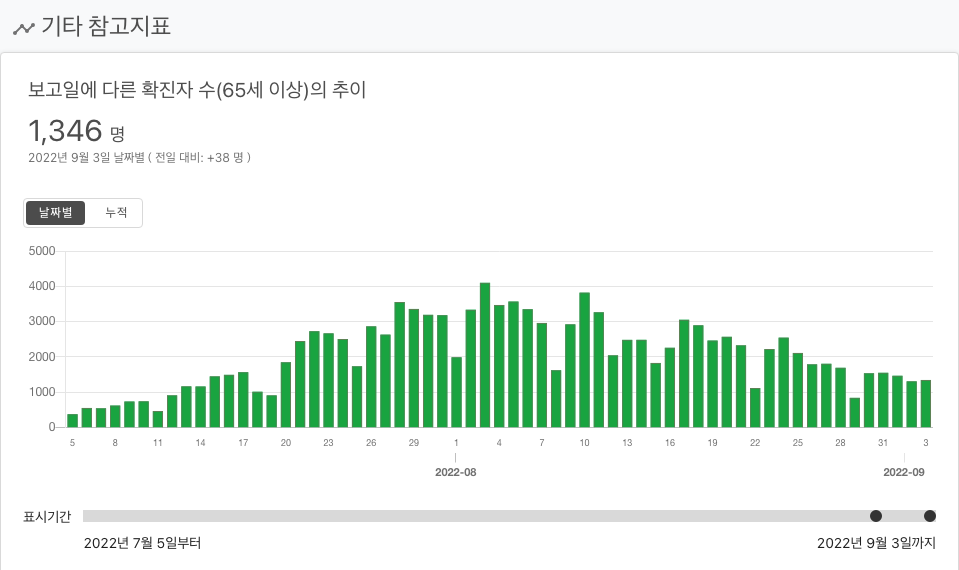 기타 참고지표
보고일에 다른 확진자 수(65세 이상)의 추이
1,346 명
2022년 9월 3일 날짜별 ( 전일 대비: +38 명 )
날짜별 누적
5000
4000
3000
2000
1000
0
5 8 11 14 17 20 23 26 29 1 4 7 10 13 16 19 22 25 28 31 3
2022-08 2022-09
표시기간
2022년 7월 5일부터 2022년 9월 3일까지